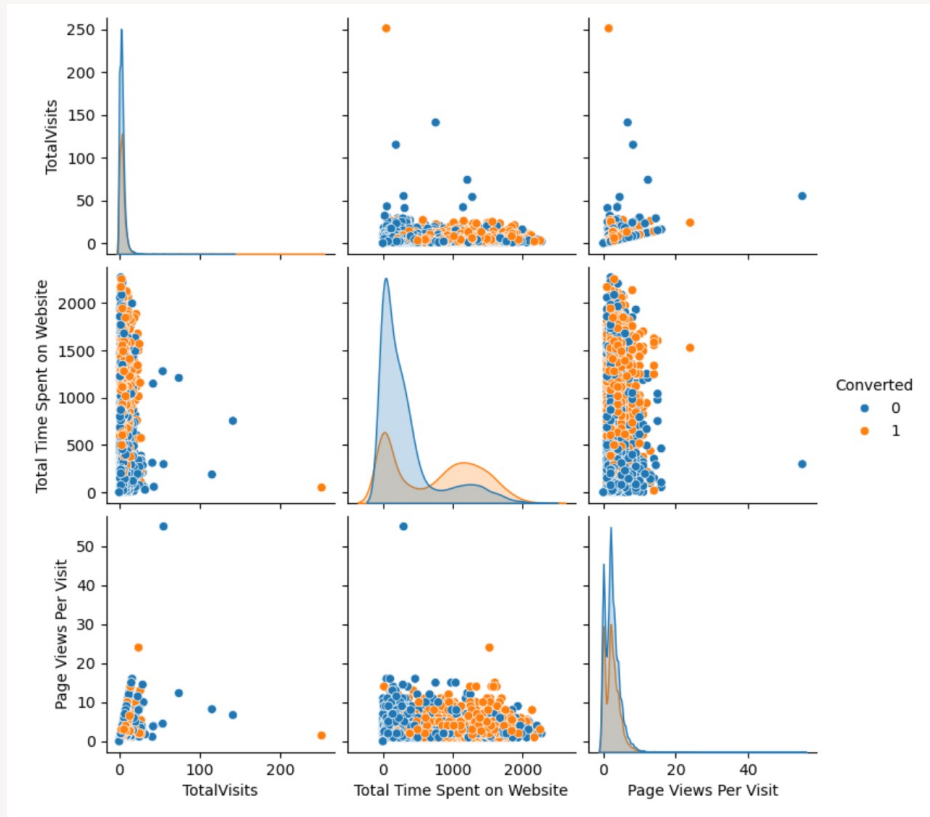 TotalVisits
250
200
150
100
50
0
Total Time Spent on Website
2000
1500
1000
500
0
Converted
0
1
Page Views Per Visit
50
40
30
20
10
0
0 100 200
0 1000 2000
0 20 40
TotalVisits
Total Time Spent on Website
Page Views Per Visit